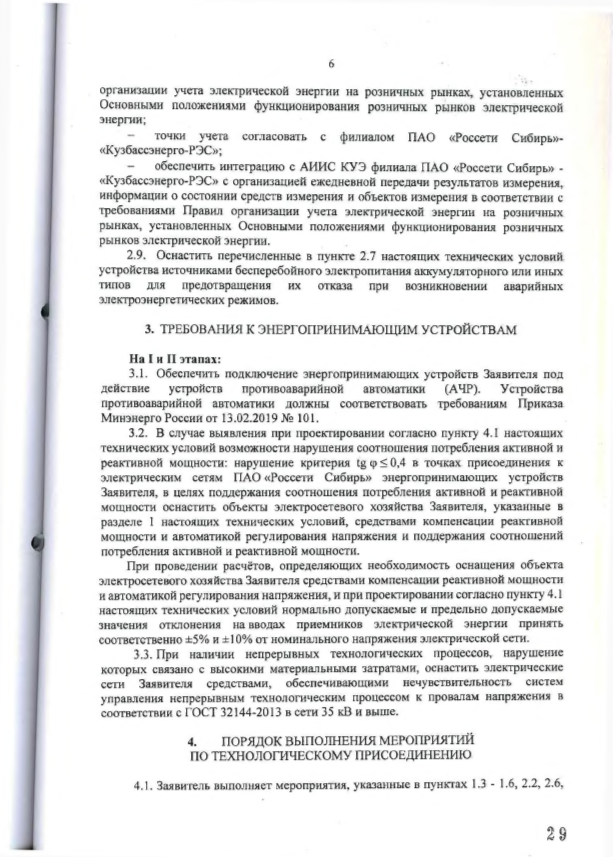 6
организации учета электрической энергии на розничных рынках, установленных
Основными положениями функционирования розничных рынков электрической
энергии;
– точки учета согласовать с филиалом ПАО «Россети Сибирь»-
«Кузбассэнерго-РЭС»;
– обеспечить интеграцию с АИИС КУЭ филиала ПАО «Россети Сибирь» -
«Кузбассэнерго-РЭС» с организацией ежедневной передачи результатов измерения,
информации о состоянии средств измерения и объектов измерения в соответствии с
требованиями Правил организации учета электрической энергии на розничных
рынках, установленных Основными положениями функционирования розничных
рынков электрической энергии.
2.9. Оснастить перечисленные в пункте 2.7 настоящих технических условий
устройства источниками бесперебойного электропитания аккумуляторного или иных
типов для предотвращения их отказа при возникновении аварийных
электроэнергетических режимов.
3. ТРЕБОВАНИЯ К ЭНЕРГОПРИНИМАЮЩИМ УСТРОЙСТВАМ
На I и II этапах:
3.1. Обеспечить подключение энергопринимающих устройств Заявителя под
действие устройств противоаварийной автоматики (АЧР). Устройства
противоаварийной автоматики должны соответствовать требованиям Приказа
Минэнерго России от 13.02.2019 № 101.
3.2. В случае выявления при проектировании согласно пункту 4.1 настоящих
технических условий возможности нарушения соотношения потребления активной и
реактивной мощности: нарушение критерия tg φ ≤ 0,4 в точках присоединения к
электрическим сетям ПАО «Россети Сибирь» энергопринимающих устройств
Заявителя, в целях поддержания соотношения потребления активной и реактивной
мощности оснастить объекты электросетевого хозяйства Заявителя, указанные в
разделе 1 настоящих технических условий, средствами компенсации реактивной
мощности и автоматикой регулирования напряжения и поддержания соотношений
потребления активной и реактивной мощности.
При проведении расчётов, определяющих необходимость оснащения объекта
электросетевого хозяйства Заявителя средствами компенсации реактивной мощности
и автоматикой регулирования напряжения, и при проектировании согласно пункту 4.1
настоящих технических условий нормально допускаемые и предельно допускаемые
значения отклонения на вводах приемников электрической энергии принять
соответственно ±5% и ±10% от номинального напряжения электрической сети.
3.3. При наличии непрерывных технологических процессов, нарушение
которых связано с высокими материальными затратами, оснастить электрические
сети Заявителя средствами, обеспечивающими нечувствительность систем
управления непрерывным технологическим процессом к провалам напряжения в
соответствии с ГОСТ 32144-2013 в сети 35 кВ и выше.
4. ПОРЯДОК ВЫПОЛНЕНИЯ МЕРОПРИЯТИЙ
ПО ТЕХНОЛОГИЧЕСКОМУ ПРИСОЕДИНЕНИЮ
4.1. Заявитель выполняет мероприятия, указанные в пунктах 1.3 - 1.6, 2.2, 2.6,
29